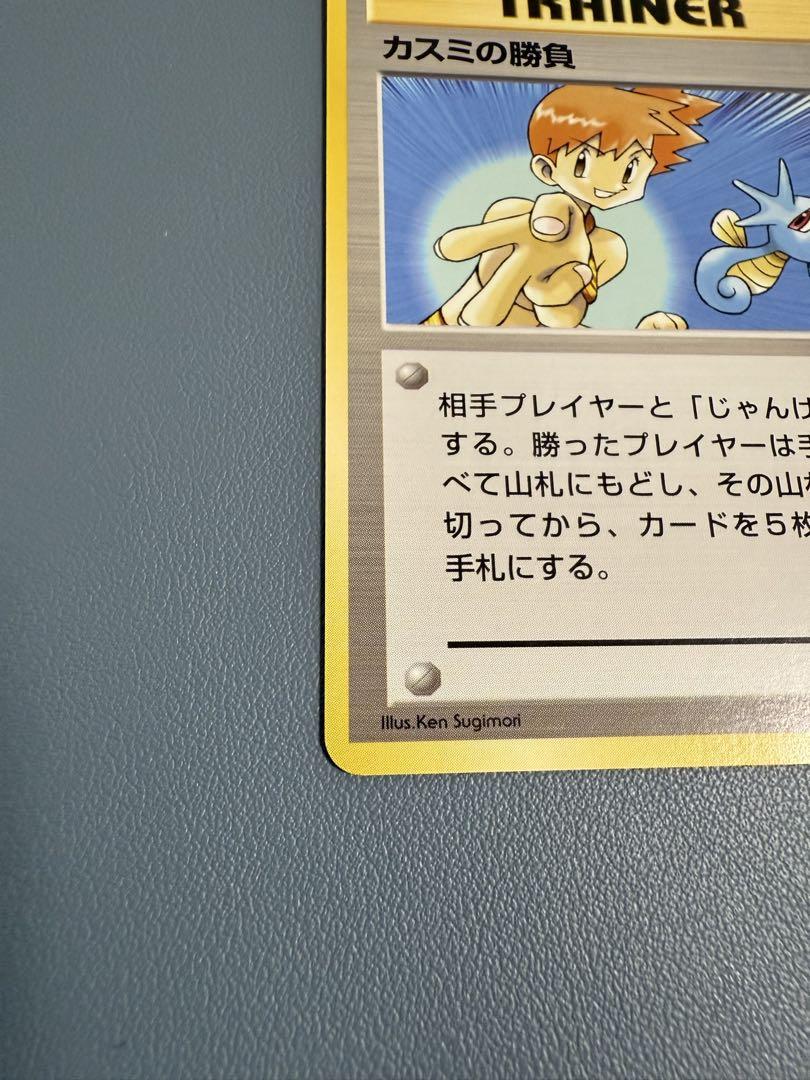 TRAINER
カスミの勝負
相手プレイヤーと「じゃんけ
する。勝ったプレイヤーは手
べて山札にもどし、その山札
切ってから、カードを5枚
手札にする。
Illus.Ken Sugimori